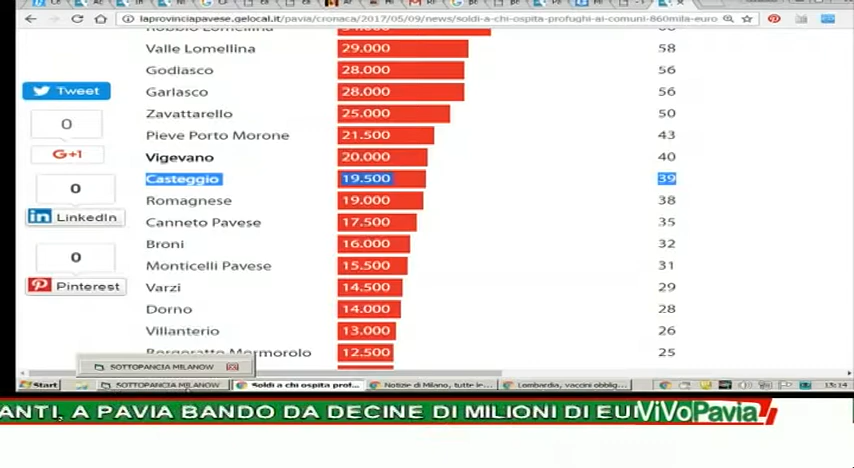 laprovinciapavese.gelocal.it/pavia/cronaca/2017/05/09/news/soldi-a-chi-ospita-profughi-ai-comuni-860mila-euro
Valle Lomellina 29.000 58
Godiasco 28.000 56
Tweet
Garlasco 28.000 56
0
Zavattarello 25.000 50
Pieve Porto Morone 21.500 43
G+1
Vigevano 20.000 40
Casteggio 19.500 39
0
Romagnese 19.000 38
LinkedIn
Canneto Pavese 17.500 35
Broni 16.000 32
0
Monticelli Pavese 15.500 31
Pinterest
Varzi 14.500 29
Dorno 14.000 28
Villanterio 13.000 26
12.500 25
SOTTOPANCIA MILANOW
Start
SOTTOPANCIA MILANOW
Soldi a chi ospita prof...
Notizie di Milano, tutte le...
Lombardia, vaccini obblig...
13:14
ANTI, A PAVIA BANDO DA DECINE DI MILIONI DI EU
ViVoPavia